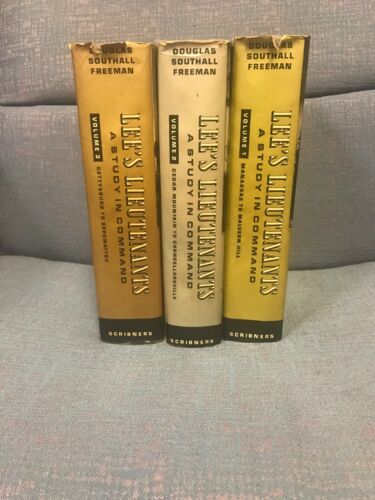 DOUGLAS
SOUTHALL
FREEMAN
LEE'S LIEUTENANTS
A STUDY IN COMMAND
VOLUME 3
GETTYSBURG TO APPOMATTOX
SCRIBNERS
DOUGLAS
SOUTHALL
FREEMAN
LEE'S LIEUTENANTS
A STUDY IN COMMAND
VOLUME 2
CEDAR MOUNTAIN TO CHANCELLORSVILLE
SCRIBNERS
DOUGLAS
SOUTHALL
FREEMAN
LEE'S LIEUTENANTS
A STUDY IN COMMAND
VOLUME 1
MANASSAS TO MALVERN HILL
SCRIBNERS